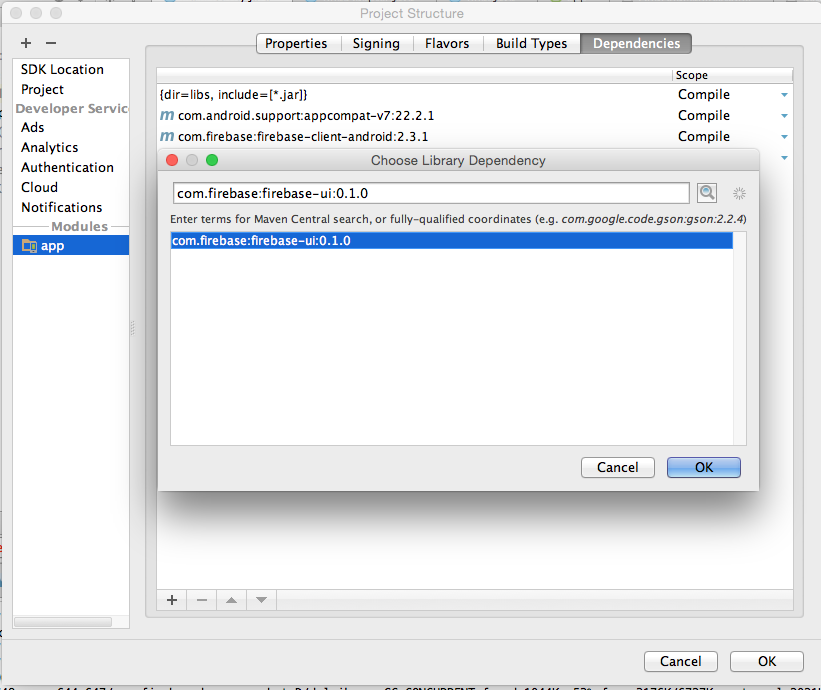 Project Structure
Properties Signing Flavors Build Types Dependencies
SDK Location
Project
Developer Servic
Ads
Analytics
Authentication
Cloud
Notifications
Modules
app
Scope
{dir=libs, include=[*.jar]} Compile
m com.android.support:appcompat-v7:22.2.1 Compile
m com.firebase:firebase-client-android:2.3.1 Compile
Choose Library Dependency
com.firebase:firebase-ui:0.1.0
Enter terms for Maven Central search, or fully-qualified coordinates (e.g. com.google.code.gson:gson:2.2.4)
com.firebase:firebase-ui:0.1.0
Cancel OK
Cancel OK